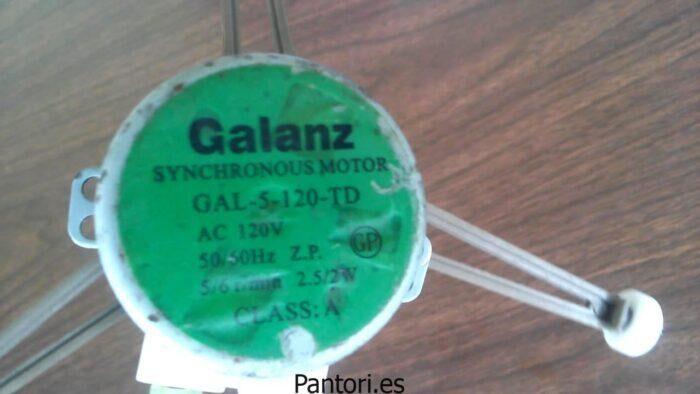 Galanz
SYNCHRONOUS MOTOR
GAL-5-120-TD
AC 120V
50/60Hz Z.P.
GP
5/6 r/min 2.5/2W
CLASS: A
Pantori.es